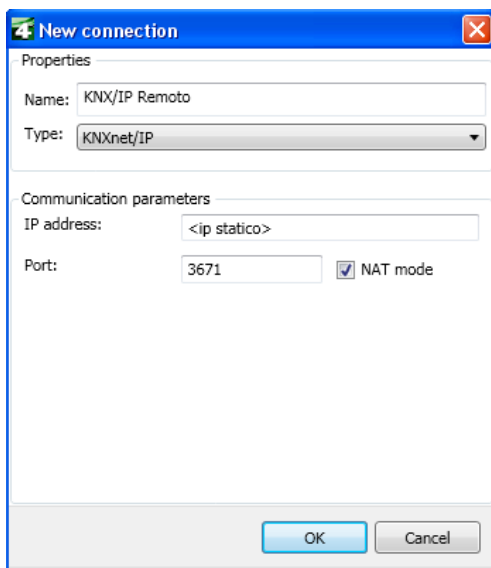 4 New connection
Properties
Name: KNX/IP Remoto
Type: KNXnet/IP
Communication parameters
IP address: <ip statico>
Port: 3671 NAT mode
OK Cancel